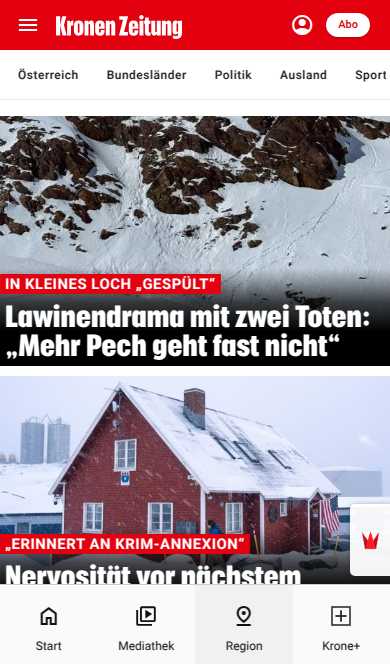 Kronen Zeitung
Abo
Österreich Bundesländer Politik Ausland Sport
IN KLEINES LOCH „GESPÜLT“
Lawinendrama mit zwei Toten:
„Mehr Pech geht fast nicht“
„ERINNERT AN KRIM-ANNEXION“
Nervosität vor nächstem
Start Mediathek Region Krone+